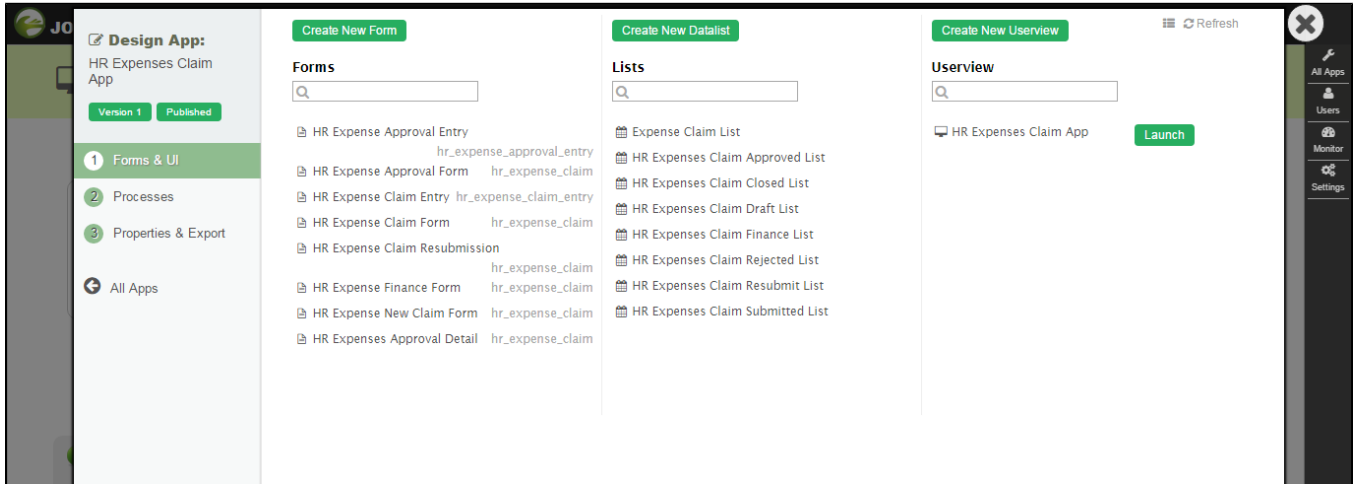 JO
Design App:
HR Expenses Claim
App
Version 1 Published
1 Forms & UI
2 Processes
3 Properties & Export
All Apps
Create New Form
Forms
HR Expense Approval Entry
hr_expense_approval_entry
HR Expense Approval Form hr_expense_claim
HR Expense Claim Entry hr_expense_claim_entry
HR Expense Claim Form hr_expense_claim
HR Expense Claim Resubmission
hr_expense_claim
HR Expense Finance Form hr_expense_claim
HR Expense New Claim Form hr_expense_claim
HR Expenses Approval Detail hr_expense_claim
Create New Datalist
Lists
Expense Claim List
HR Expenses Claim Approved List
HR Expenses Claim Closed List
HR Expenses Claim Draft List
HR Expenses Claim Finance List
HR Expenses Claim Rejected List
HR Expenses Claim Resubmit List
HR Expenses Claim Submitted List
Create New Userview
Userview
HR Expenses Claim App Launch
Refresh
All Apps
Users
Monitor
Settings